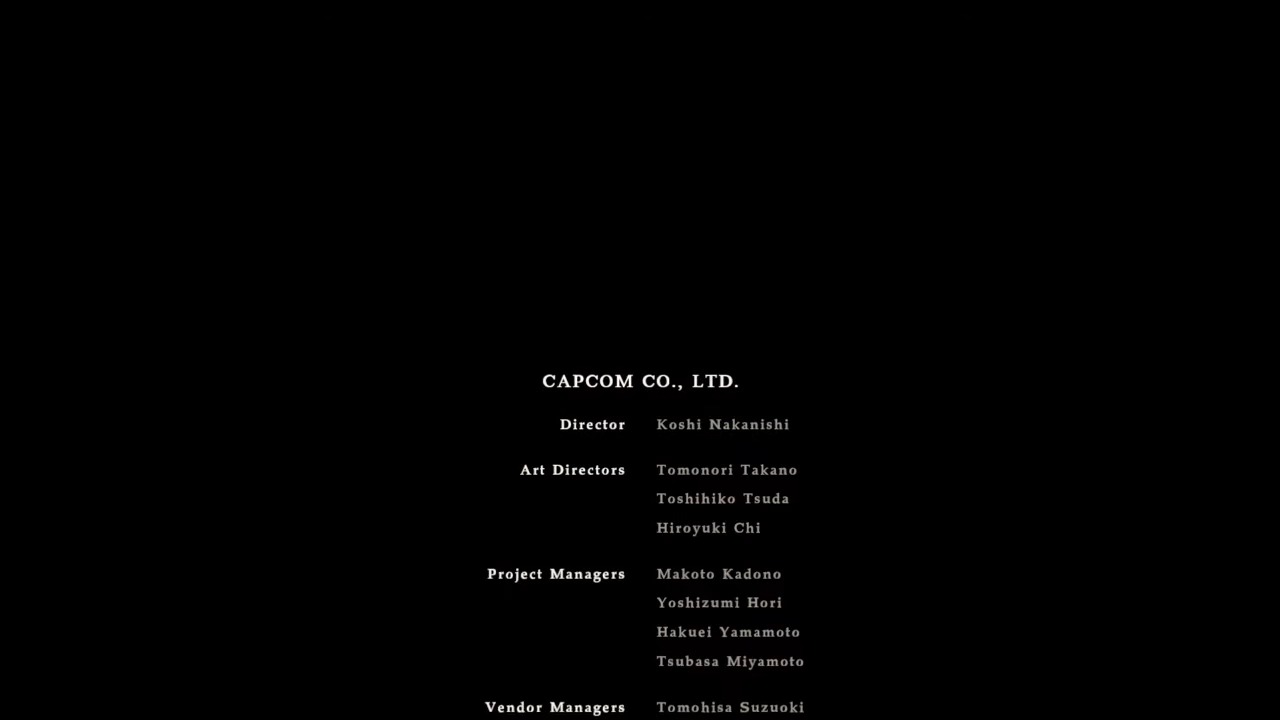 CAPCOM CO., LTD.
Director Koshi Nakanishi
Art Directors Tomonori Takano
Toshihiko Tsuda
Hiroyuki Chi
Project Managers Makoto Kadono
Yoshizumi Hori
Hakuei Yamamoto
Tsubasa Miyamoto
Vendor Managers Tomohisa Suzuoki